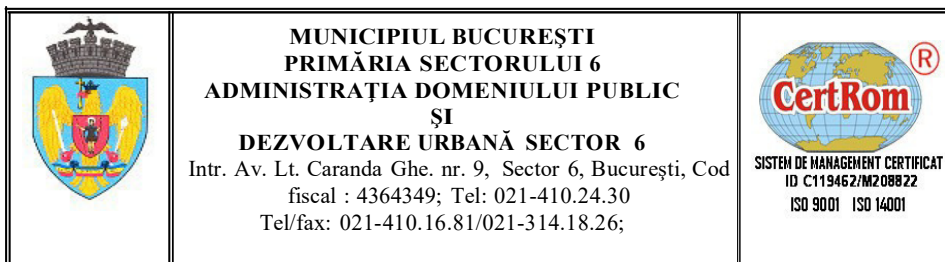 MUNICIPIUL BUCUREŞTI
PRIMĂRIA SECTORULUI 6
ADMINISTRAŢIA DOMENIULUI PUBLIC
ŞI
DEZVOLTARE URBANĂ SECTOR 6
Intr. Av. Lt. Caranda Ghe. nr. 9, Sector 6, Bucureşti, Cod
fiscal : 4364349; Tel: 021-410.24.30
Tel/fax: 021-410.16.81/021-314.18.26;
CertRom ®
SISTEM DE MANAGEMENT CERTIFICAT
ID C119462/M208822
ISO 9001 ISO 14001